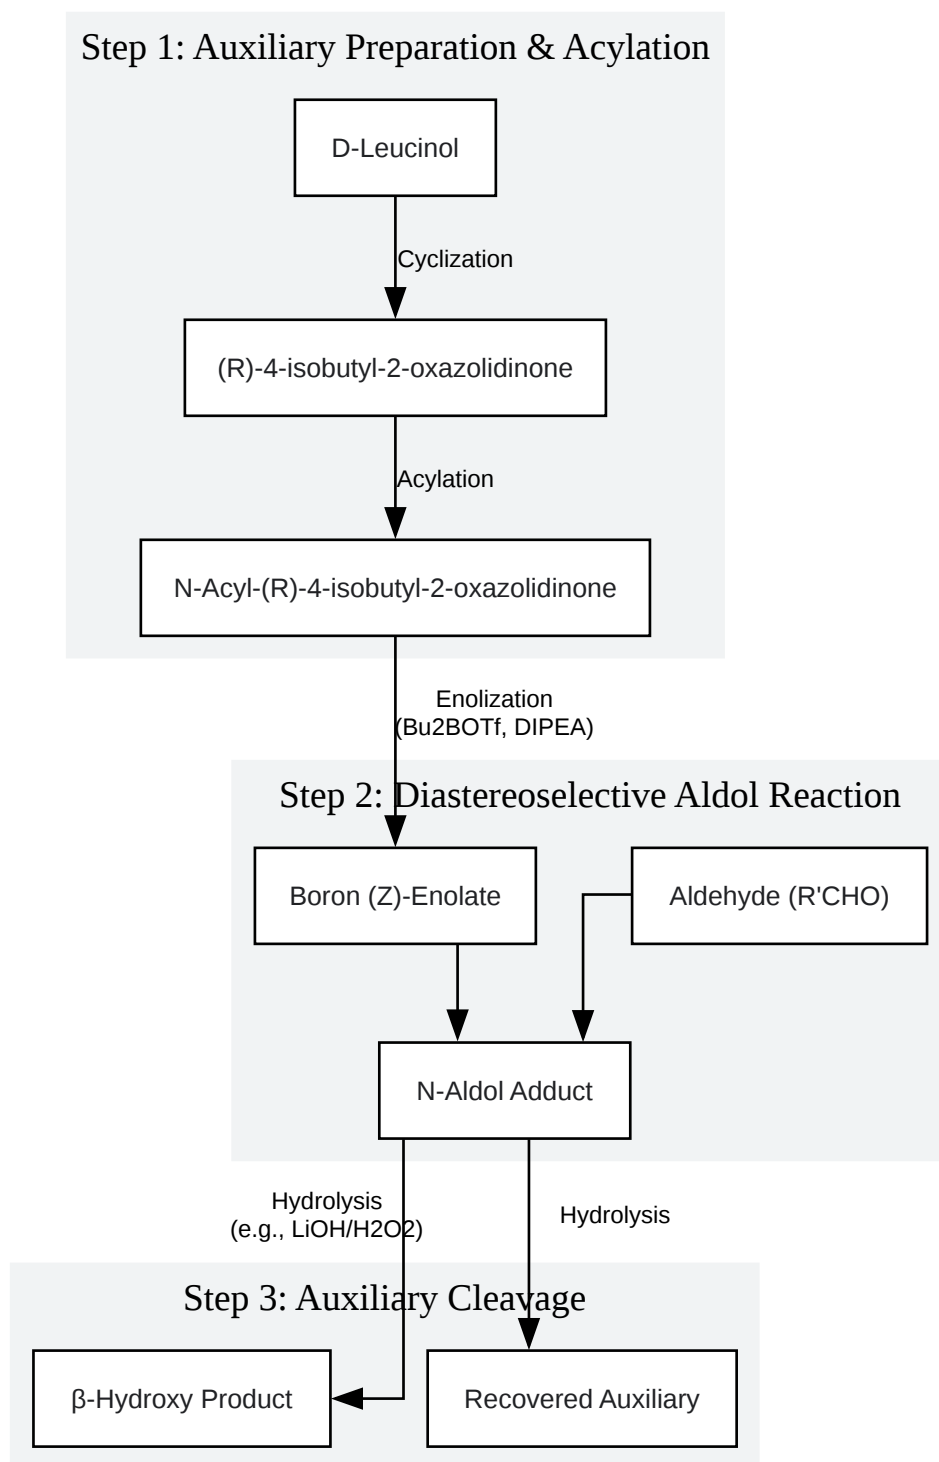 Step 1: Auxiliary Preparation & Acylation
D-Leucinol
Cyclization
(R)-4-isobutyl-2-oxazolidinone
Acylation
N-Acyl-(R)-4-isobutyl-2-oxazolidinone
Enolization
(Bu2BOTf, DIPEA)
Step 2: Diastereoselective Aldol Reaction
Boron (Z)-Enolate
Aldehyde (R'CHO)
N-Aldol Adduct
Hydrolysis
(e.g., LiOH/H2O2)
Hydrolysis
Step 3: Auxiliary Cleavage
β-Hydroxy Product
Recovered Auxiliary